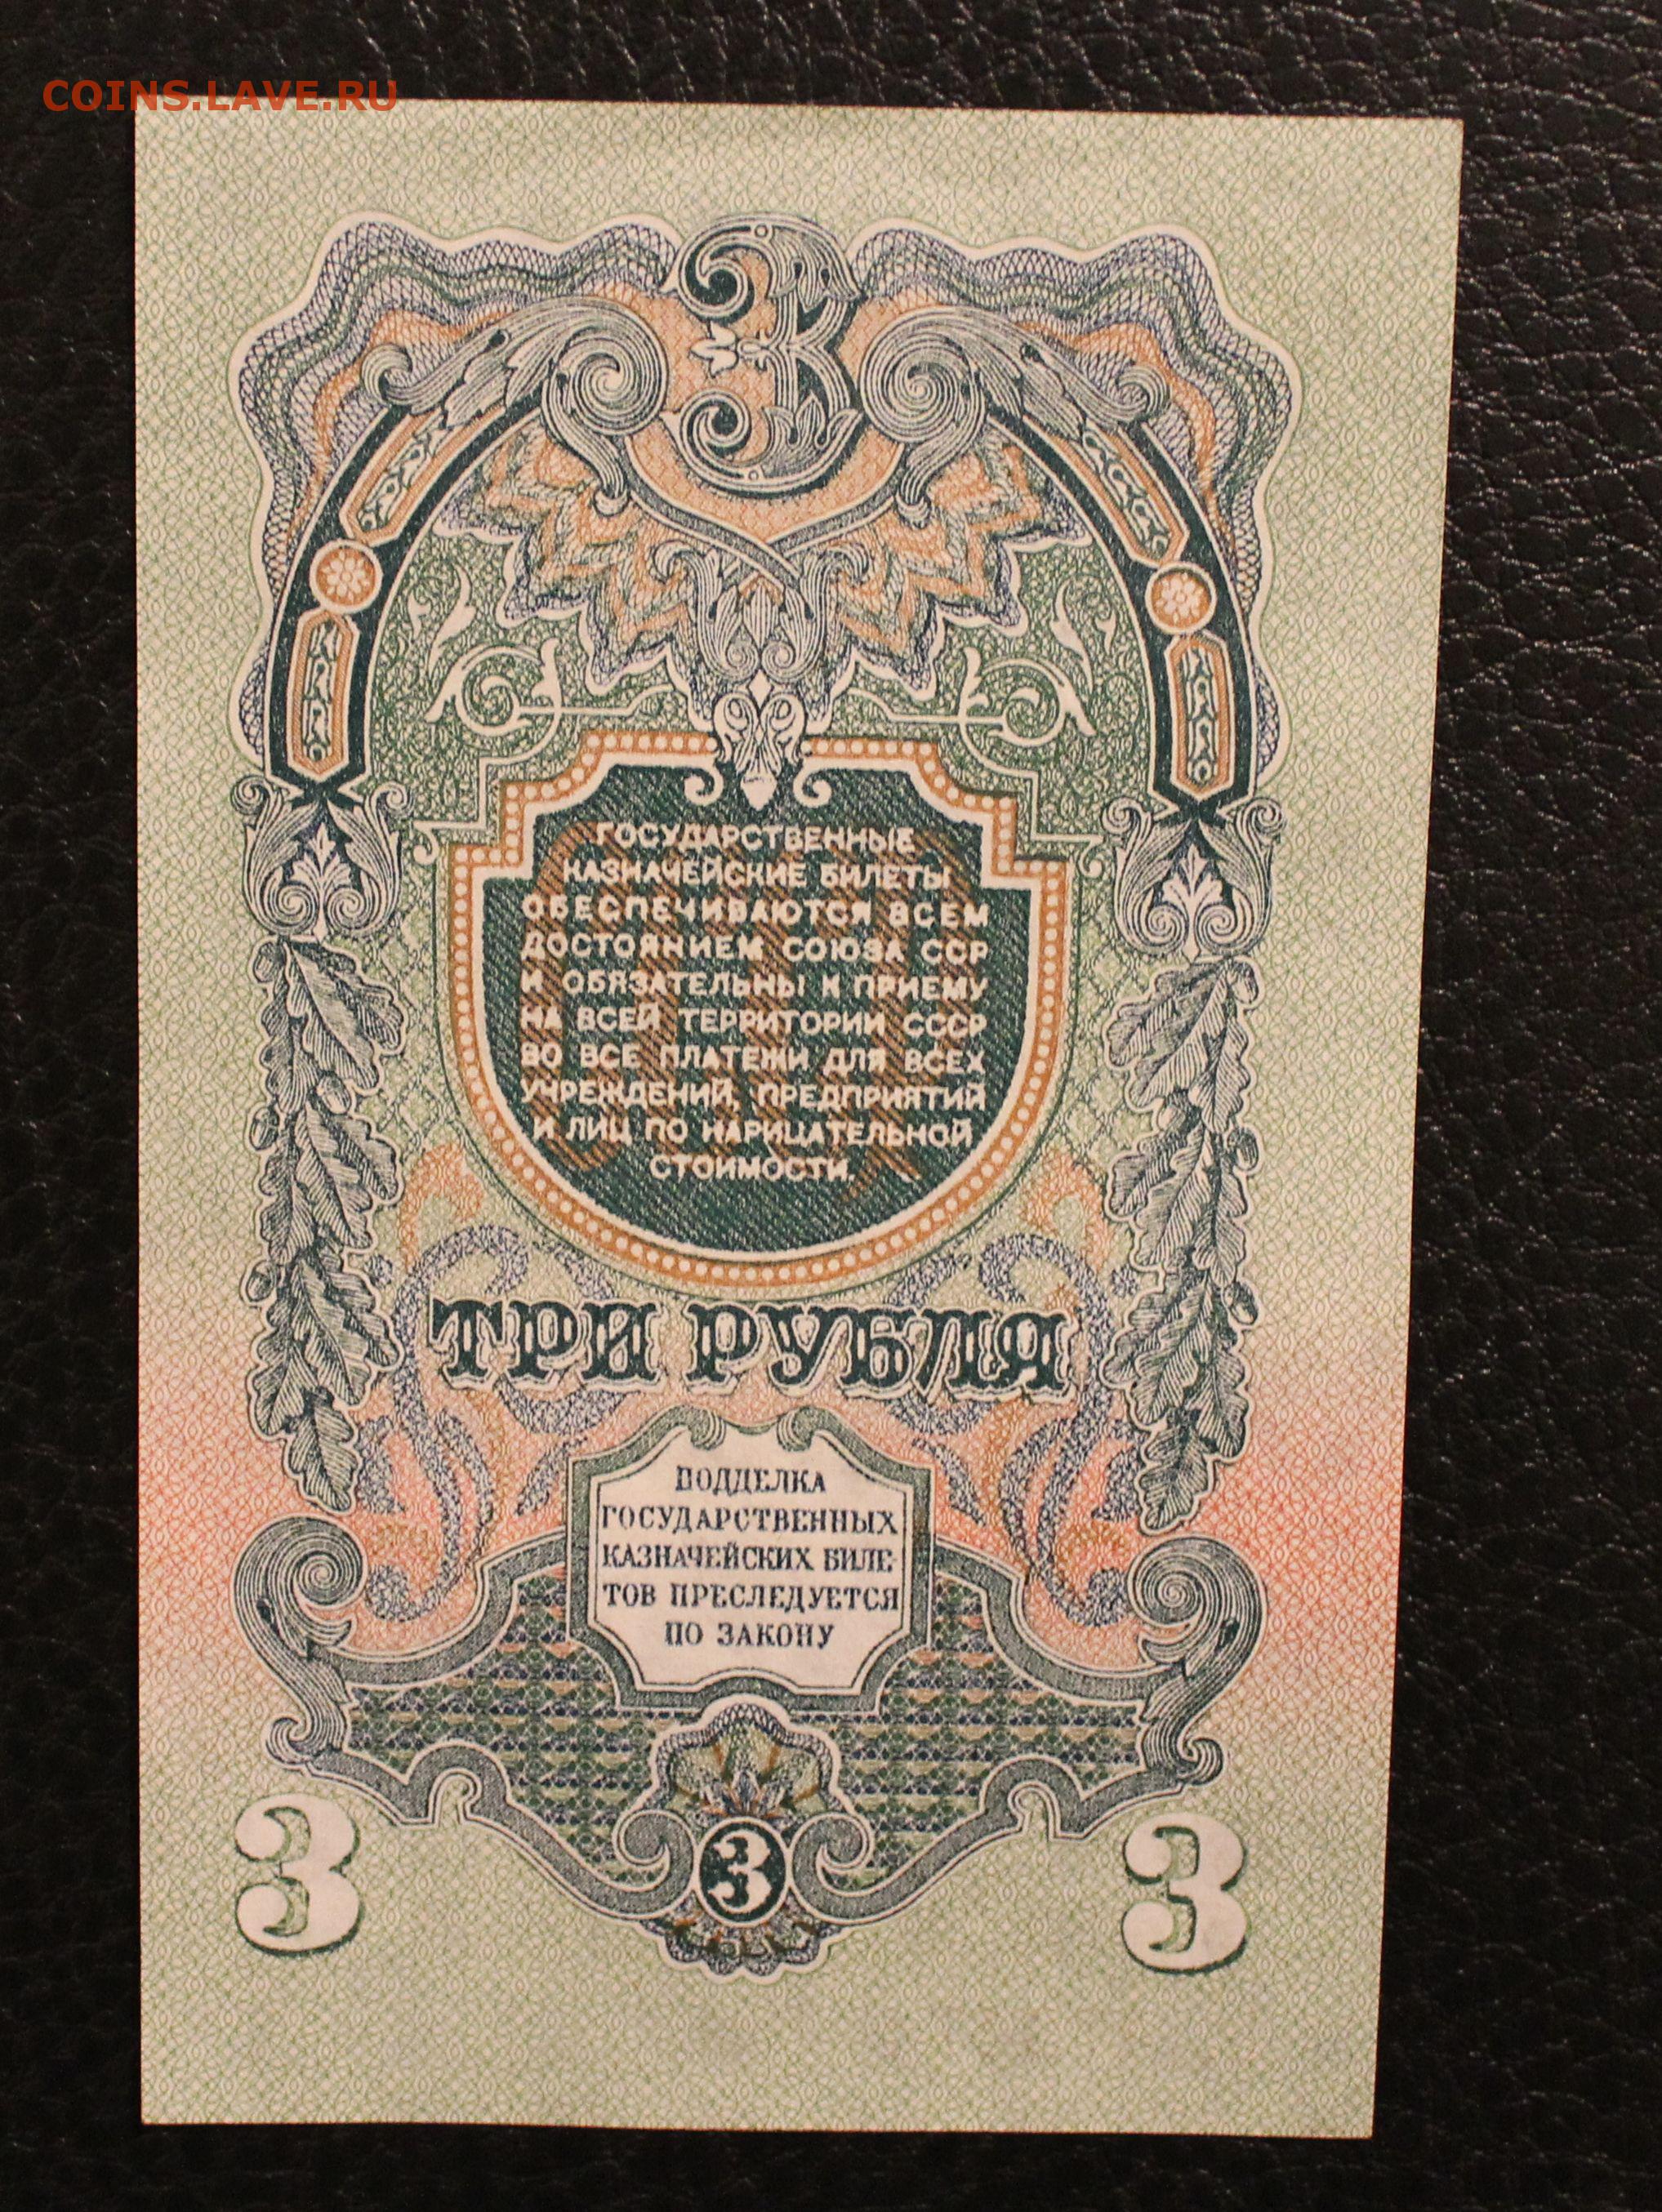 COINS.LAVE.RU
3
ГОСУДАРСТВЕННЫЕ
КАЗНАЧЕЙСКИЕ БИЛЕТЫ
ОБЕСПЕЧИВАЮТСЯ ВСЕМ
ДОСТОЯНИЕМ СОЮЗА ССР
И ОБЯЗАТЕЛЬНЫ К ПРИЕМУ
НА ВСЕЙ ТЕРРИТОРИИ СССР
ВО ВСЕ ПЛАТЕЖИ ДЛЯ ВСЕХ
УЧРЕЖДЕНИЙ, ПРЕДПРИЯТИЙ
И ЛИЦ ПО НАРИЦАТЕЛЬНОЙ
СТОИМОСТИ.
ТРИ РУБЛЯ
ПОДДЕЛКА
ГОСУДАРСТВЕННЫХ
КАЗНАЧЕЙСКИХ БИЛЕ-
ТОВ ПРЕСЛЕДУЕТСЯ
ПО ЗАКОНУ
3 3 3